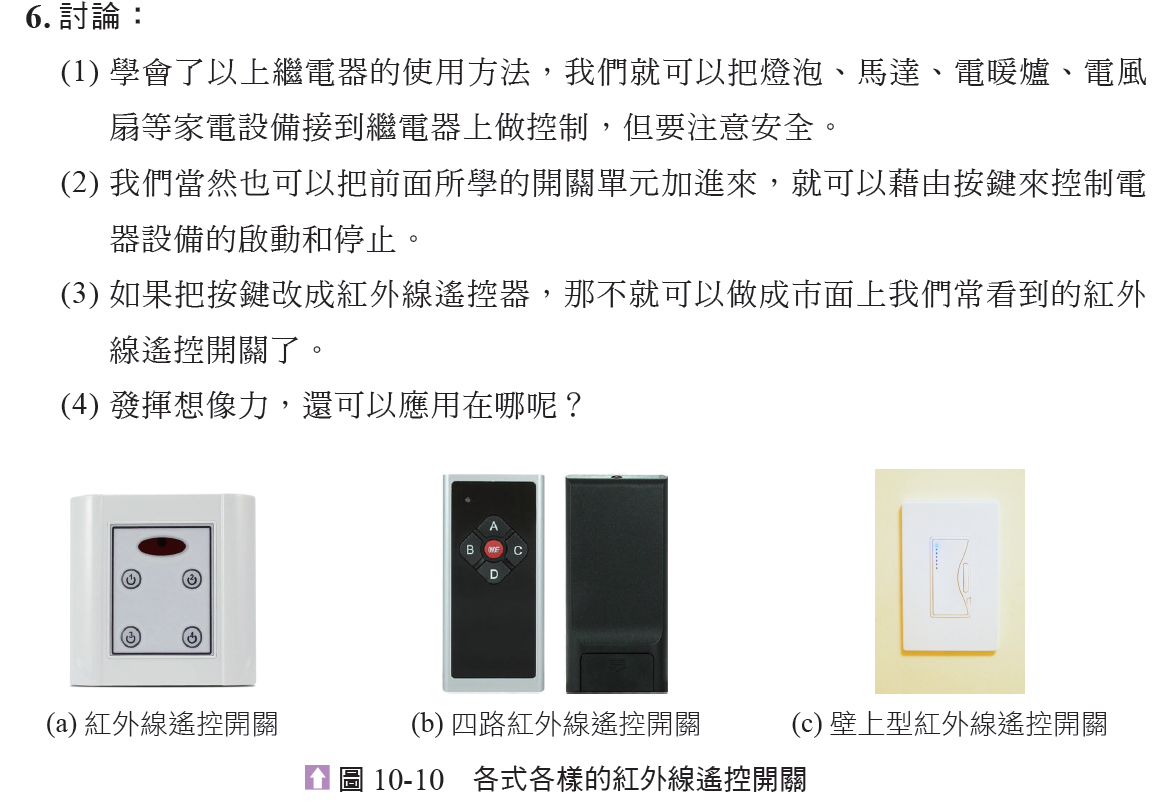 6. 討論：
(1) 學會了以上繼電器的使用方法，我們就可以把燈泡、馬達、電暖爐、電風
扇等家電設備接到繼電器上做控制，但要注意安全。
(2) 我們當然也可以把前面所學的開關單元加進來，就可以藉由按鍵來控制電
器設備的啟動和停止。
(3) 如果把按鍵改成紅外線遙控器，那不就可以做成市面上我們常看到的紅外
線遙控開關了。
(4) 發揮想像力，還可以應用在哪呢？
A
B ON/OFF C
D
(a) 紅外線遙控開關
(b) 四路紅外線遙控開關
(c) 壁上型紅外線遙控開關
圖 10-10 各式各樣的紅外線遙控開關